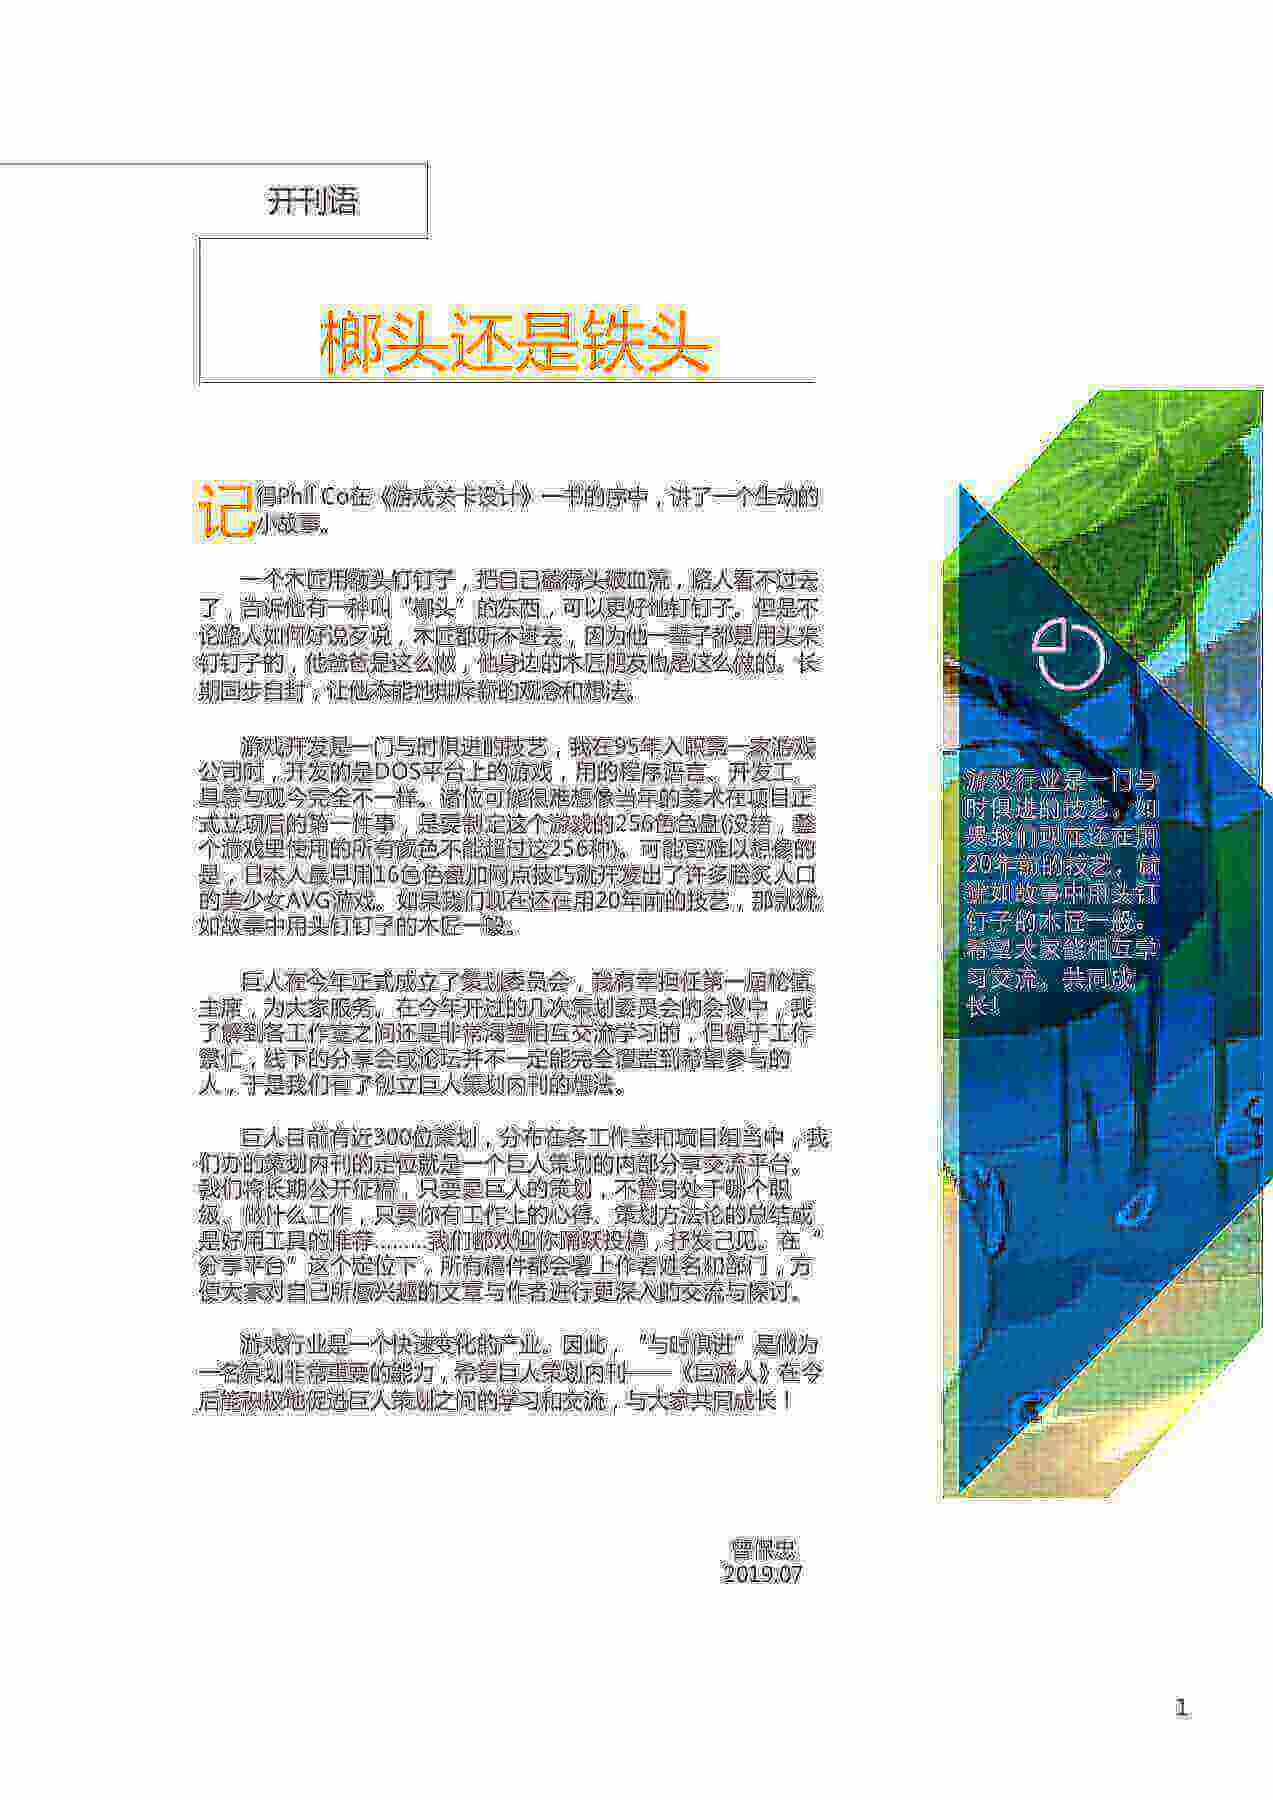 开刊语
榔头还是铁头
记得Phil Co在《游戏关卡设计》一书的序中，讲了一个生动的
小故事。
一个木匠用额头钉钉子，把自己磕得头破血流，路人看不过去
了，告诉他有一种叫“榔头”的东西，可以更好地钉钉子。但是不
论路人如何好说歹说，木匠都听不进去，因为他一辈子都是用头来
钉钉子的，他爸爸是这么做，他身边的木匠朋友也是这么做的。长
期固步自封，让他本能地排斥新的观念和想法。
游戏开发是一门与时俱进的技艺，我在95年入职第一家游戏
公司时，开发的是DOS平台上的游戏，用的程序语言、开发工
具等与现今完全不一样。诸位可能很难想像当年的美术在项目正
式立项后的第一件事，是要制定这个游戏的256色色盘(没错，整
个游戏里使用的所有颜色不能超过这256种)。可能更难以想像的
是，日本人最早用16色色盘加网点技巧就开发出了许多脍炙人口
的美少女AVG游戏。如果我们现在还在用20年前的技艺，那就犹
如故事中用头钉钉子的木匠一般。
巨人在今年正式成立了策划委员会，我有幸担任第一届轮值
主席，为大家服务。在今年开过的几次策划委员会的会议中，我
了解到各工作室之间还是非常渴望相互交流学习的，但碍于工作
繁忙，线下的分享会或论坛并不一定能完全覆盖到希望参与的
人，于是我们有了创立巨人策划内刊的想法。
巨人目前有近300位策划，分布在各工作室和项目组当中，我
们办的策划内刊的定位就是一个巨人策划的内部分享交流平台。
我们将长期公开征稿，只要是巨人的策划，不管身处于哪个职
级、做什么工作，只要你有工作上的心得、策划方法论的总结或
是好用工具的推荐………我们都欢迎你踊跃投稿，抒发己见。在“
分享平台”这个定位下，所有稿件都会署上作者姓名和部门，方
便大家对自己所感兴趣的文章与作者进行更深入的交流与探讨。
游戏行业是一个快速变化的产业。因此，“与时俱进”是做为
一名策划非常重要的能力，希望巨人策划内刊——《巨游人》在今
后能积极地促进巨人策划之间的学习和交流，与大家共同成长！
曾保忠
2019.07
游戏行业是一门与
时俱进的技艺。如
果我们现在还在用
20年前的技艺，就
犹如故事中用头钉
钉子的木匠一般。
希望大家能相互学
习交流，共同成
长！
1